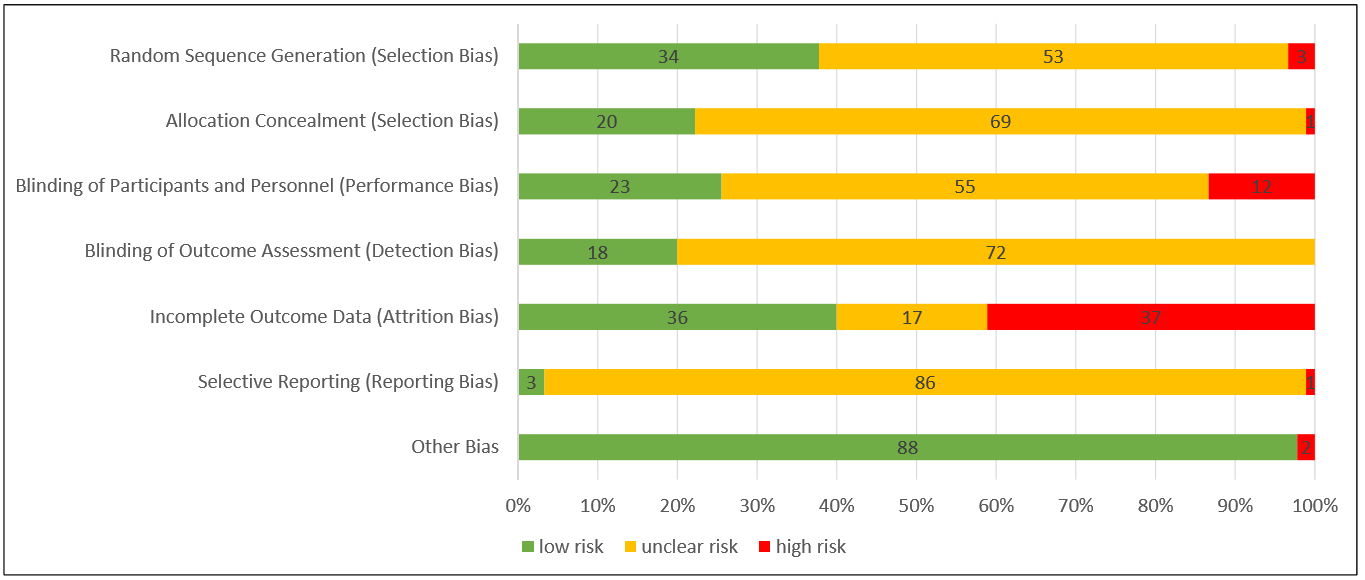 Random Sequence Generation (Selection Bias) 34 53 3
Allocation Concealment (Selection Bias) 20 69 1
Blinding of Participants and Personnel (Performance Bias) 23 55 12
Blinding of Outcome Assessment (Detection Bias) 18 72
Incomplete Outcome Data (Attrition Bias) 36 17 37
Selective Reporting (Reporting Bias) 3 86 1
Other Bias 88 2
0% 10% 20% 30% 40% 50% 60% 70% 80% 90% 100%
low risk unclear risk high risk